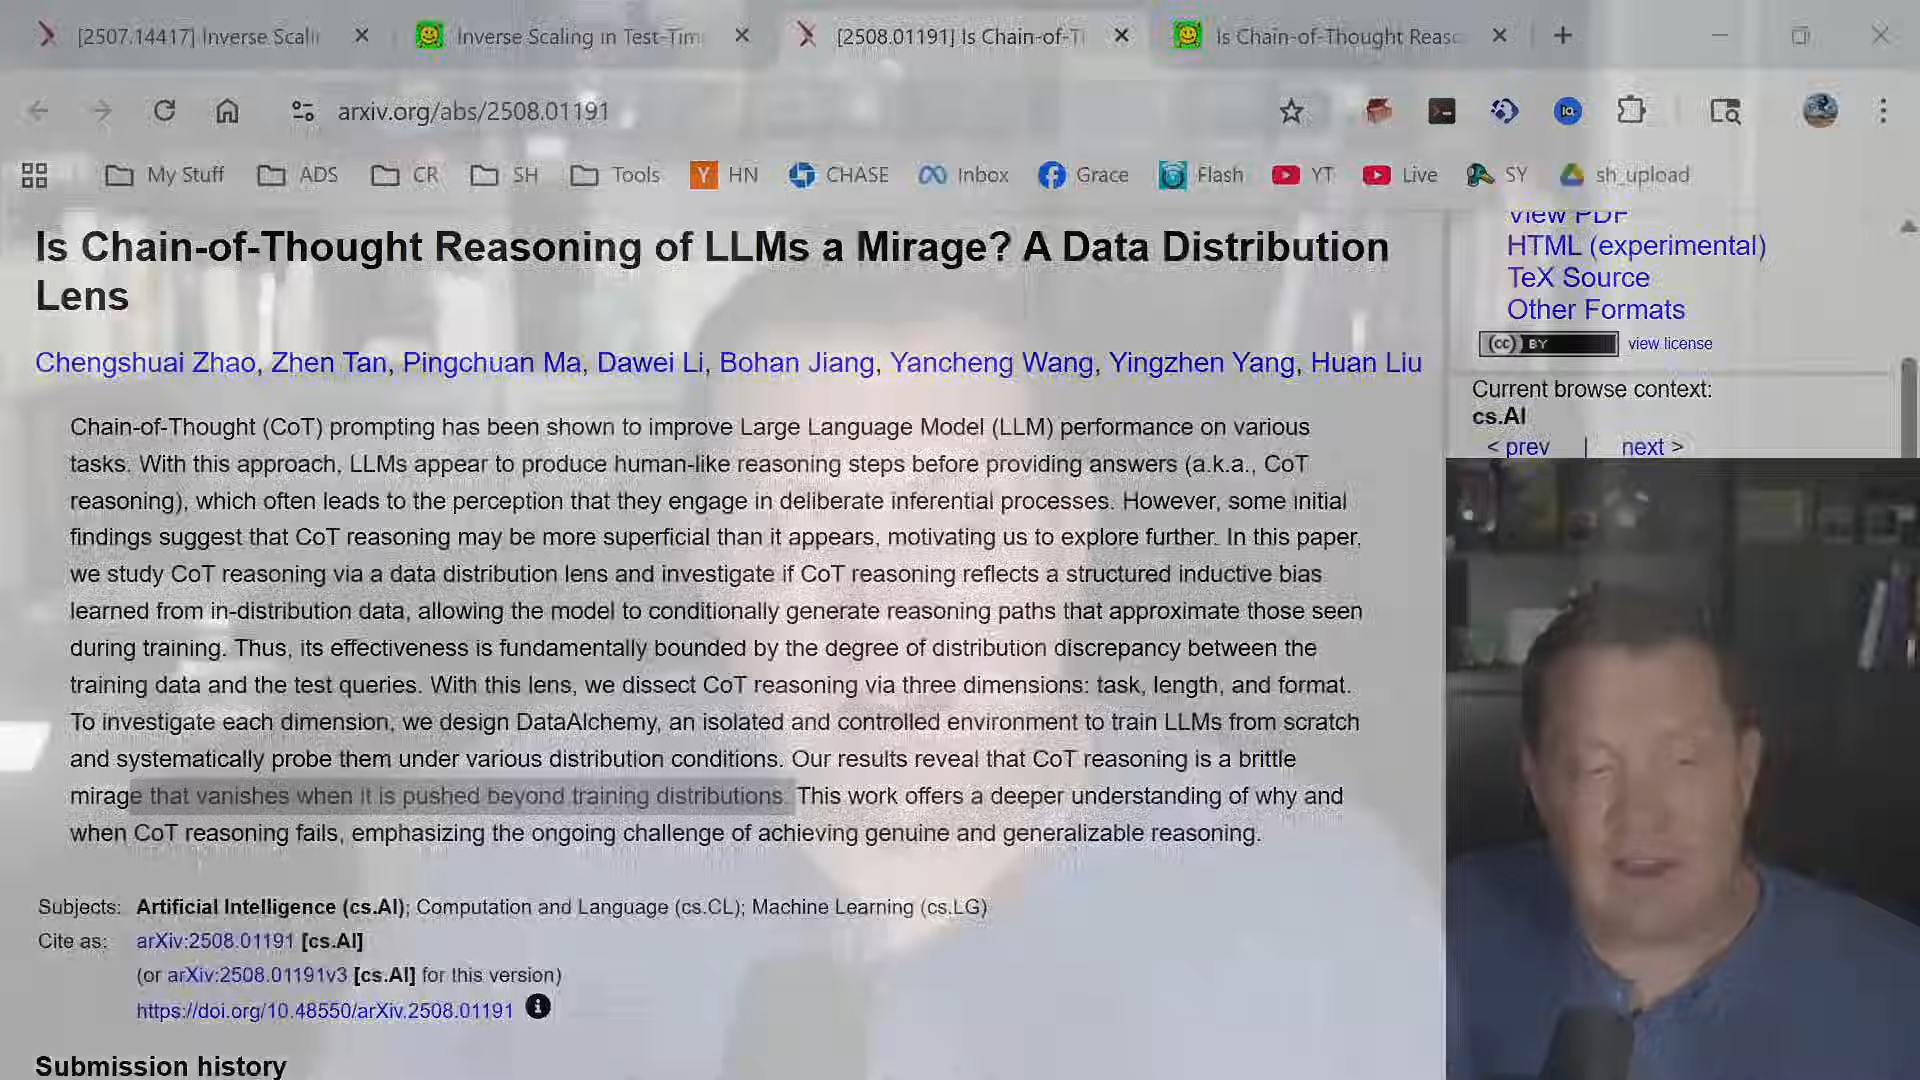 [2507.14417] Inverse Scali
Inverse Scaling in Test-Tim
[2508.01191] Is Chain-of-T
Is Chain-of-Thought Reaso
arxiv.org/abs/2508.01191
My Stuff
ADS
CR
SH
Tools
HN
CHASE
Inbox
Grace
Flash
YT
Live
SY
sh_upload
Is Chain-of-Thought Reasoning of LLMs a Mirage? A Data Distribution
Lens
Chengshuai Zhao, Zhen Tan, Pingchuan Ma, Dawei Li, Bohan Jiang, Yancheng Wang, Yingzhen Yang, Huan Liu
Chain-of-Thought (CoT) prompting has been shown to improve Large Language Model (LLM) performance on various
tasks. With this approach, LLMs appear to produce human-like reasoning steps before providing answers (a.k.a., CoT
reasoning), which often leads to the perception that they engage in deliberate inferential processes. However, some initial
findings suggest that CoT reasoning may be more superficial than it appears, motivating us to explore further. In this paper,
we study CoT reasoning via a data distribution lens and investigate if CoT reasoning reflects a structured inductive bias
learned from in-distribution data, allowing the model to conditionally generate reasoning paths that approximate those seen
during training. Thus, its effectiveness is fundamentally bounded by the degree of distribution discrepancy between the
training data and the test queries. With this lens, we dissect CoT reasoning via three dimensions: task, length, and format.
To investigate each dimension, we design DataAlchemy, an isolated and controlled environment to train LLMs from scratch
and systematically probe them under various distribution conditions. Our results reveal that CoT reasoning is a brittle
mirage that vanishes when it is pushed beyond training distributions. This work offers a deeper understanding of why and
when CoT reasoning fails, emphasizing the ongoing challenge of achieving genuine and generalizable reasoning.
Subjects: Artificial Intelligence (cs.AI); Computation and Language (cs.CL); Machine Learning (cs.LG)
Cite as: arXiv:2508.01191 [cs.AI]
(or arXiv:2508.01191v3 [cs.AI] for this version)
https://doi.org/10.48550/arXiv.2508.01191
Submission history
View PDF
HTML (experimental)
TeX Source
Other Formats
(cc) BY
view license
Current browse context:
cs.AI
< prev | next >